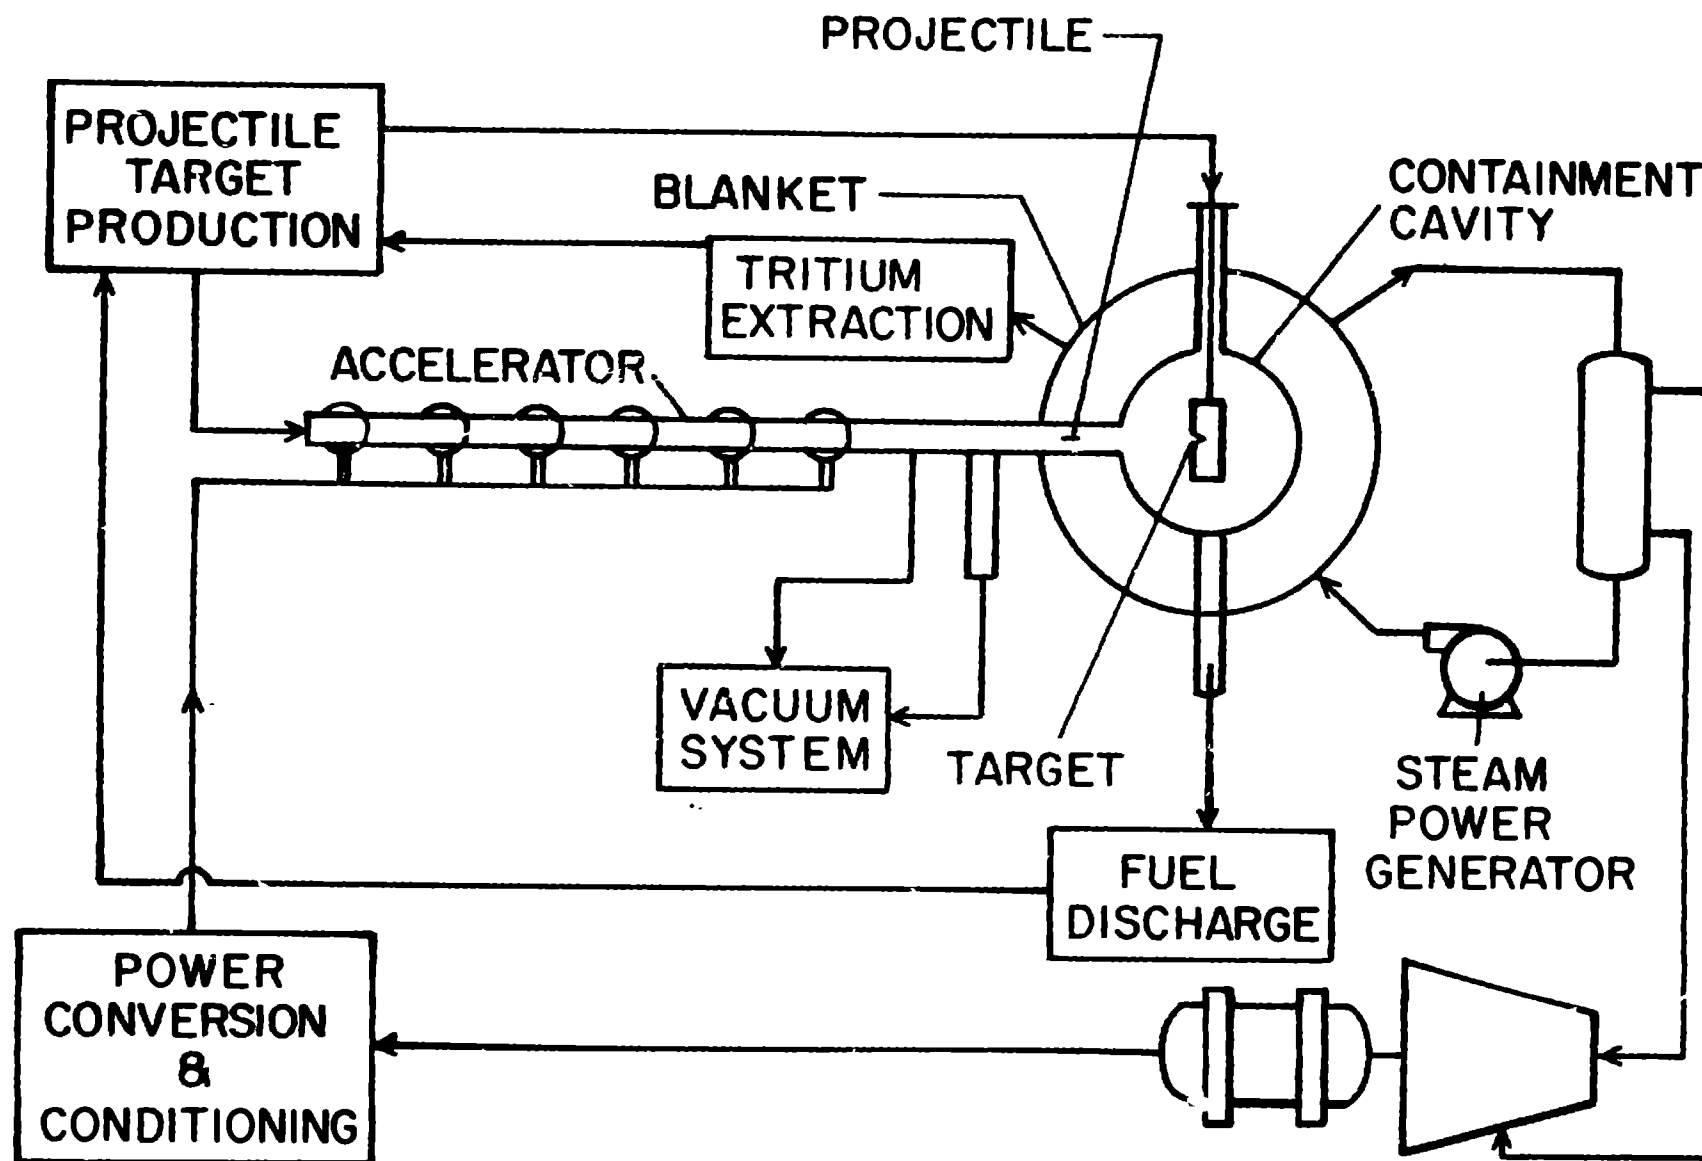 PROJECTILE
PROJECTILE
TARGET
PRODUCTION
BLANKET
CONTAINMENT
CAVITY
TRITIUM
EXTRACTION
ACCELERATOR
VACUUM
SYSTEM
TARGET
STEAM
POWER
GENERATOR
FUEL
DISCHARGE
POWER
CONVERSION
&
CONDITIONING